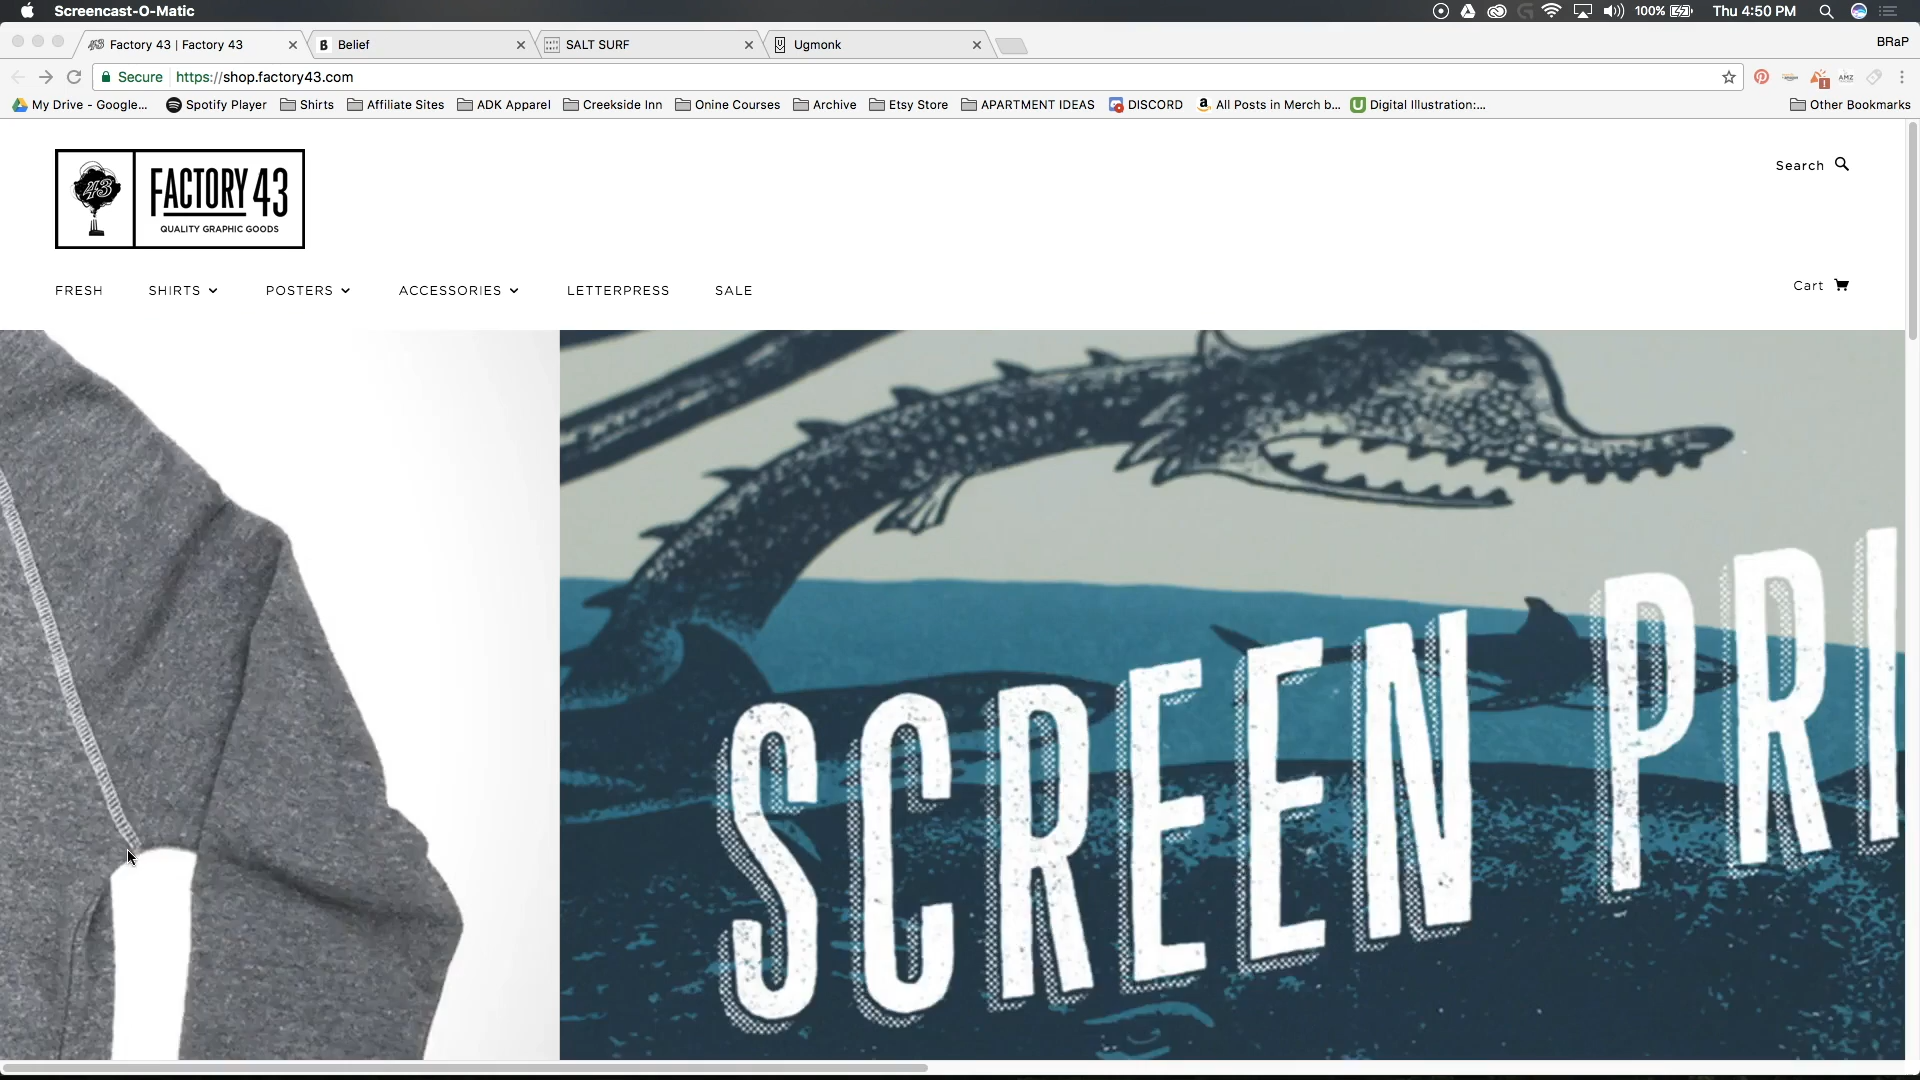 Screencast-O-Matic
100%
Thu 4:50 PM
Factory 43 | Factory 43
Belief
SALT SURF
Ugmonk
BRaP
Secure
https://shop.factory43.com
My Drive - Google...
Spotify Player
Shirts
Affiliate Sites
ADK Apparel
Creekside Inn
Onine Courses
Archive
Etsy Store
APARTMENT IDEAS
DISCORD
All Posts in Merch b...
Digital Illustration:...
Other Bookmarks
43
FACTORY 43
QUALITY GRAPHIC GOODS
Search
FRESH
SHIRTS
POSTERS
ACCESSORIES
LETTERPRESS
SALE
Cart
SCREEN PRI